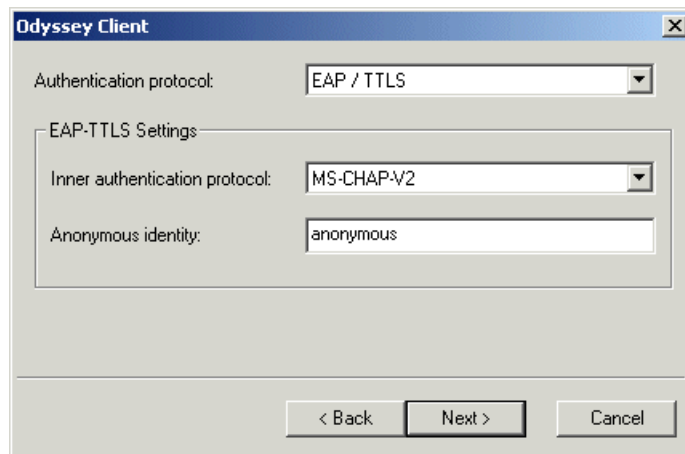 Odyssey Client
Authentication protocol: EAP / TTLS
EAP-TTLS Settings
Inner authentication protocol: MS-CHAP-V2
Anonymous identity: anonymous
< Back Next > Cancel